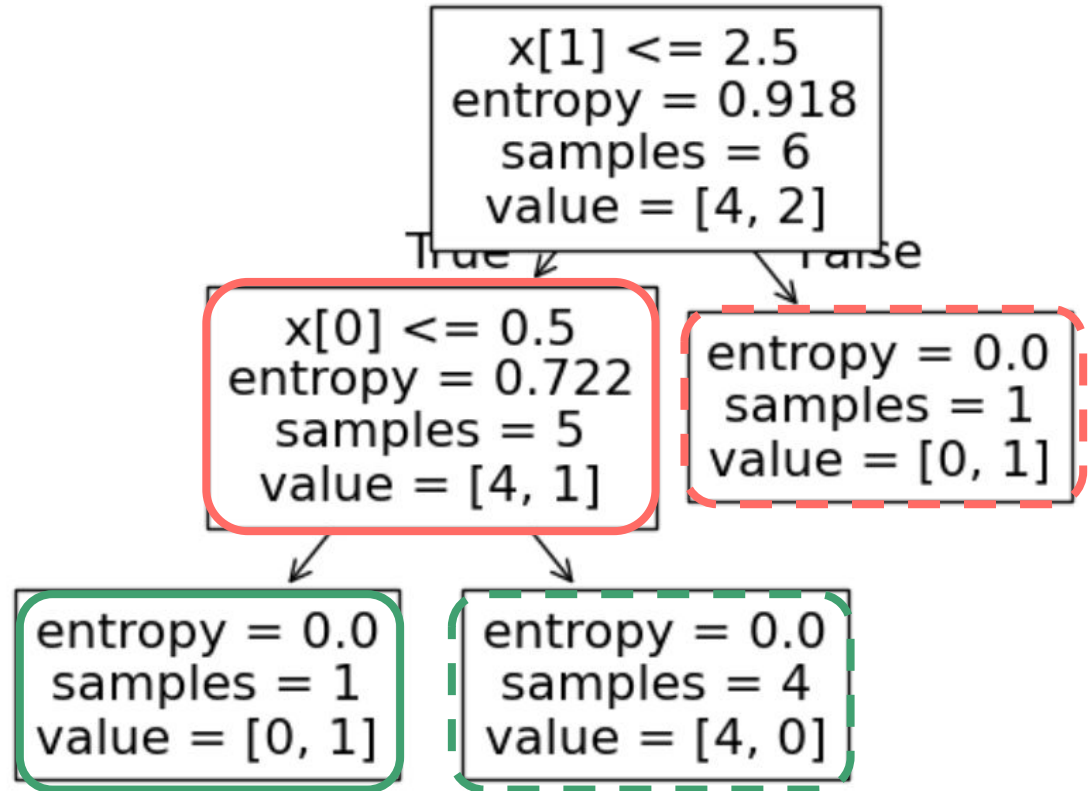 x[1] <= 2.5
entropy = 0.918
samples = 6
value = [4, 2]
True
False
x[0] <= 0.5
entropy = 0.722
samples = 5
value = [4, 1]
entropy = 0.0
samples = 1
value = [0, 1]
entropy = 0.0
samples = 1
value = [0, 1]
entropy = 0.0
samples = 4
value = [4, 0]